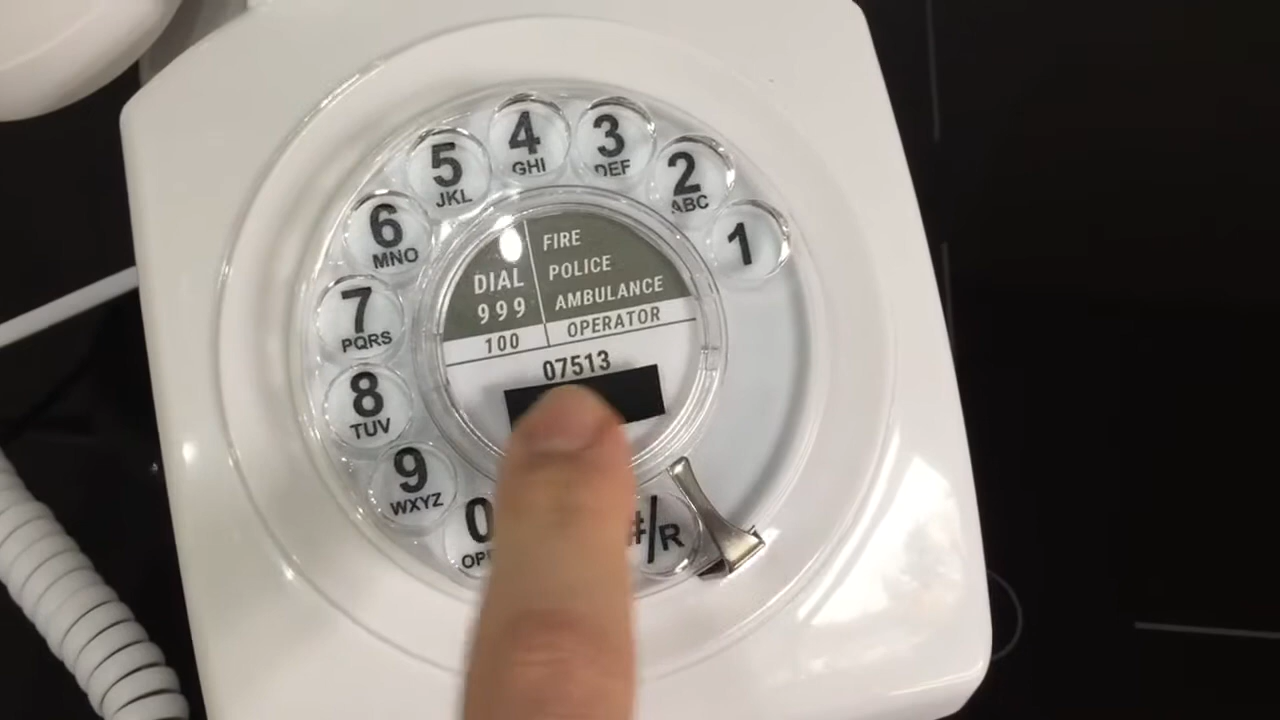 4
GHI
3
DEF
5
JKL
2
ABC
6
MNO
1
7
PQRS
8
TUV
9
WXYZ
0
#/R
DIAL
999
FIRE
POLICE
AMBULANCE
100
OPERATOR
07513